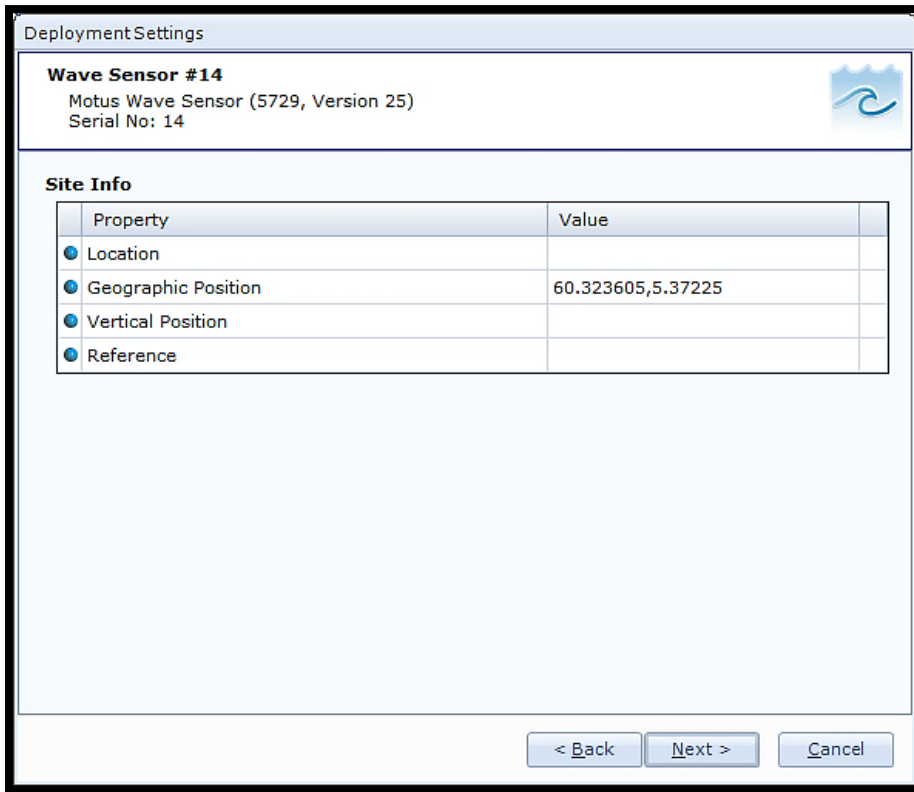 Deployment Settings
Wave Sensor #14
Motus Wave Sensor (5729, Version 25)
Serial No: 14
Site Info
Property Value
Location
Geographic Position 60.323605,5.37225
Vertical Position
Reference
< Back Next > Cancel